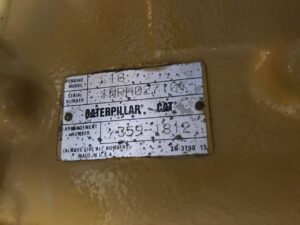 ENGINE MODEL C18
SERIAL NUMBER
CATERPILLAR CAT
ARRANGEMENT NUMBER 359-1812
(ALWAYS GIVE ALL NUMBERS)
MADE IN U.S.A.